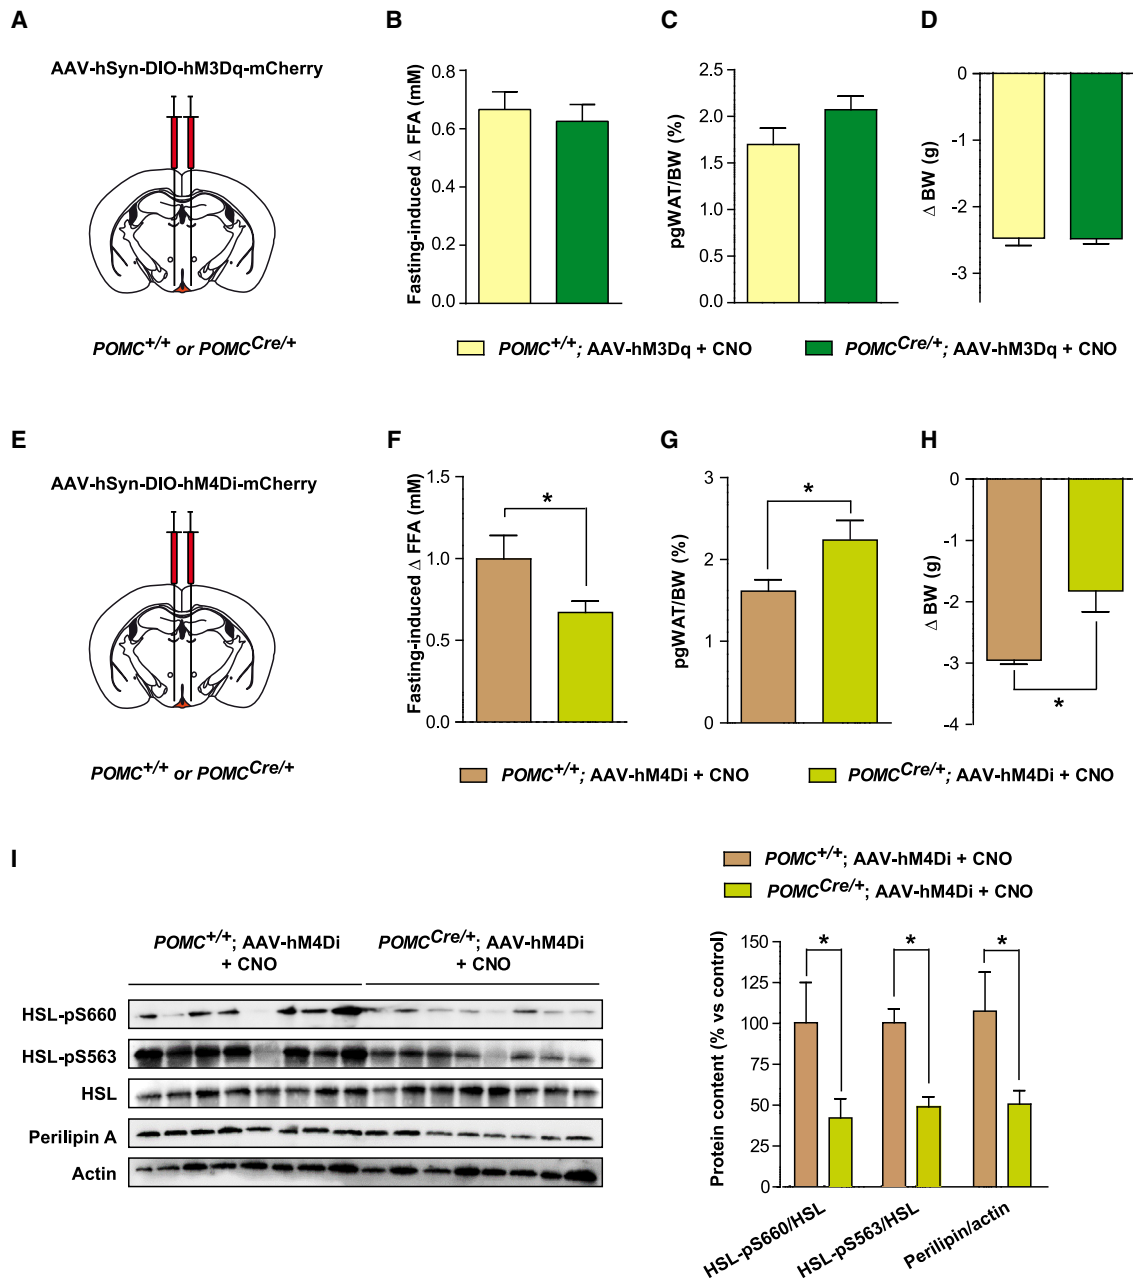 A
AAV-hSyn-DIO-hM3Dq-mCherry
POMC+/+ or POMCCre/+
B
Fasting-induced Δ FFA (mM)
0.8
0.6
0.4
0.2
0.0
C
pgWAT/BW (%)
2.5
2.0
1.5
1.0
0.5
0.0
D
Δ BW (g)
0
-1
-2
-3
POMC+/+; AAV-hM3Dq + CNO
POMCCre/+; AAV-hM3Dq + CNO
E
AAV-hSyn-DIO-hM4Di-mCherry
POMC+/+ or POMCCre/+
F
Fasting-induced Δ FFA (mM)
1.5
1.0
0.5
0.0
*
G
pgWAT/BW (%)
3
2
1
0
*
H
Δ BW (g)
0
-1
-2
-3
-4
*
POMC+/+; AAV-hM4Di + CNO
POMCCre/+; AAV-hM4Di + CNO
I
POMC+/+; AAV-hM4Di
+ CNO
POMCCre/+; AAV-hM4Di
+ CNO
HSL-pS660
HSL-pS563
HSL
Perilipin A
Actin
POMC+/+; AAV-hM4Di + CNO
POMCCre/+; AAV-hM4Di + CNO
Protein content (% vs control)
150
125
100
75
50
25
0
* * *
HSL-pS660/HSL
HSL-pS563/HSL
Perilipin/actin